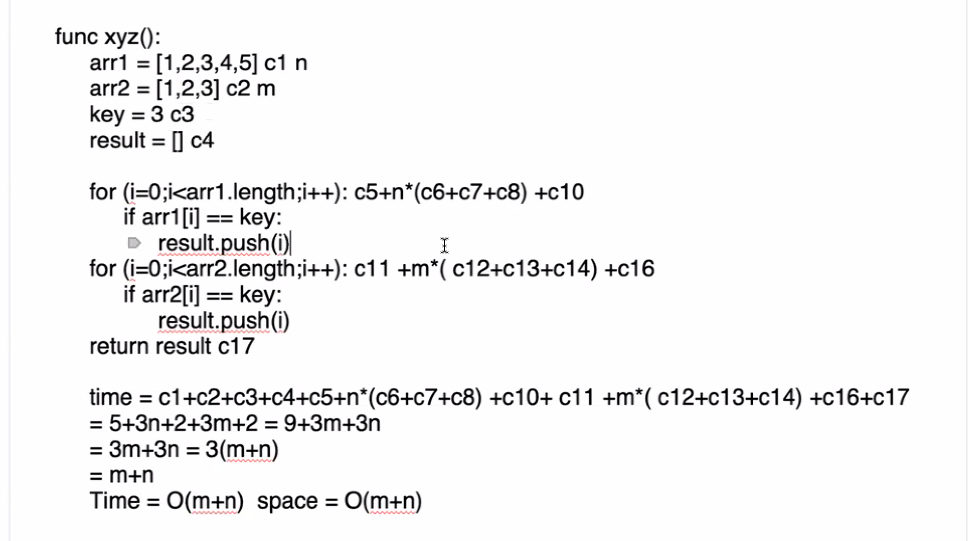 func xyz():
arr1 = [1,2,3,4,5] c1 n
arr2 = [1,2,3] c2 m
key = 3 c3
result = [] c4
for (i=0;i<arr1.length;i++): c5+n*(c6+c7+c8) +c10
if arr1[i] == key:
result.push(i)
for (i=0;i<arr2.length;i++): c11 +m*( c12+c13+c14) +c16
if arr2[i] == key:
result.push(i)
return result c17
time = c1+c2+c3+c4+c5+n*(c6+c7+c8) +c10+ c11 +m*( c12+c13+c14) +c16+c17
= 5+3n+2+3m+2 = 9+3m+3n
= 3m+3n = 3(m+n)
= m+n
Time = O(m+n)  space = O(m+n)